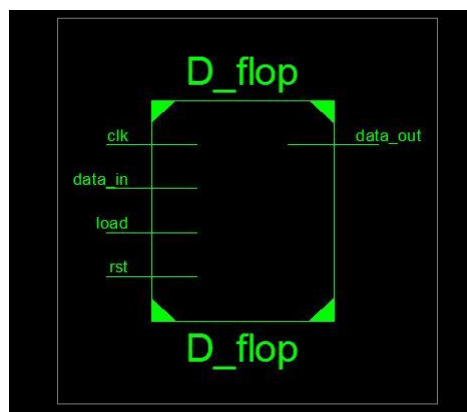 D_flop
clk data_out
data_in
load
rst
D_flop